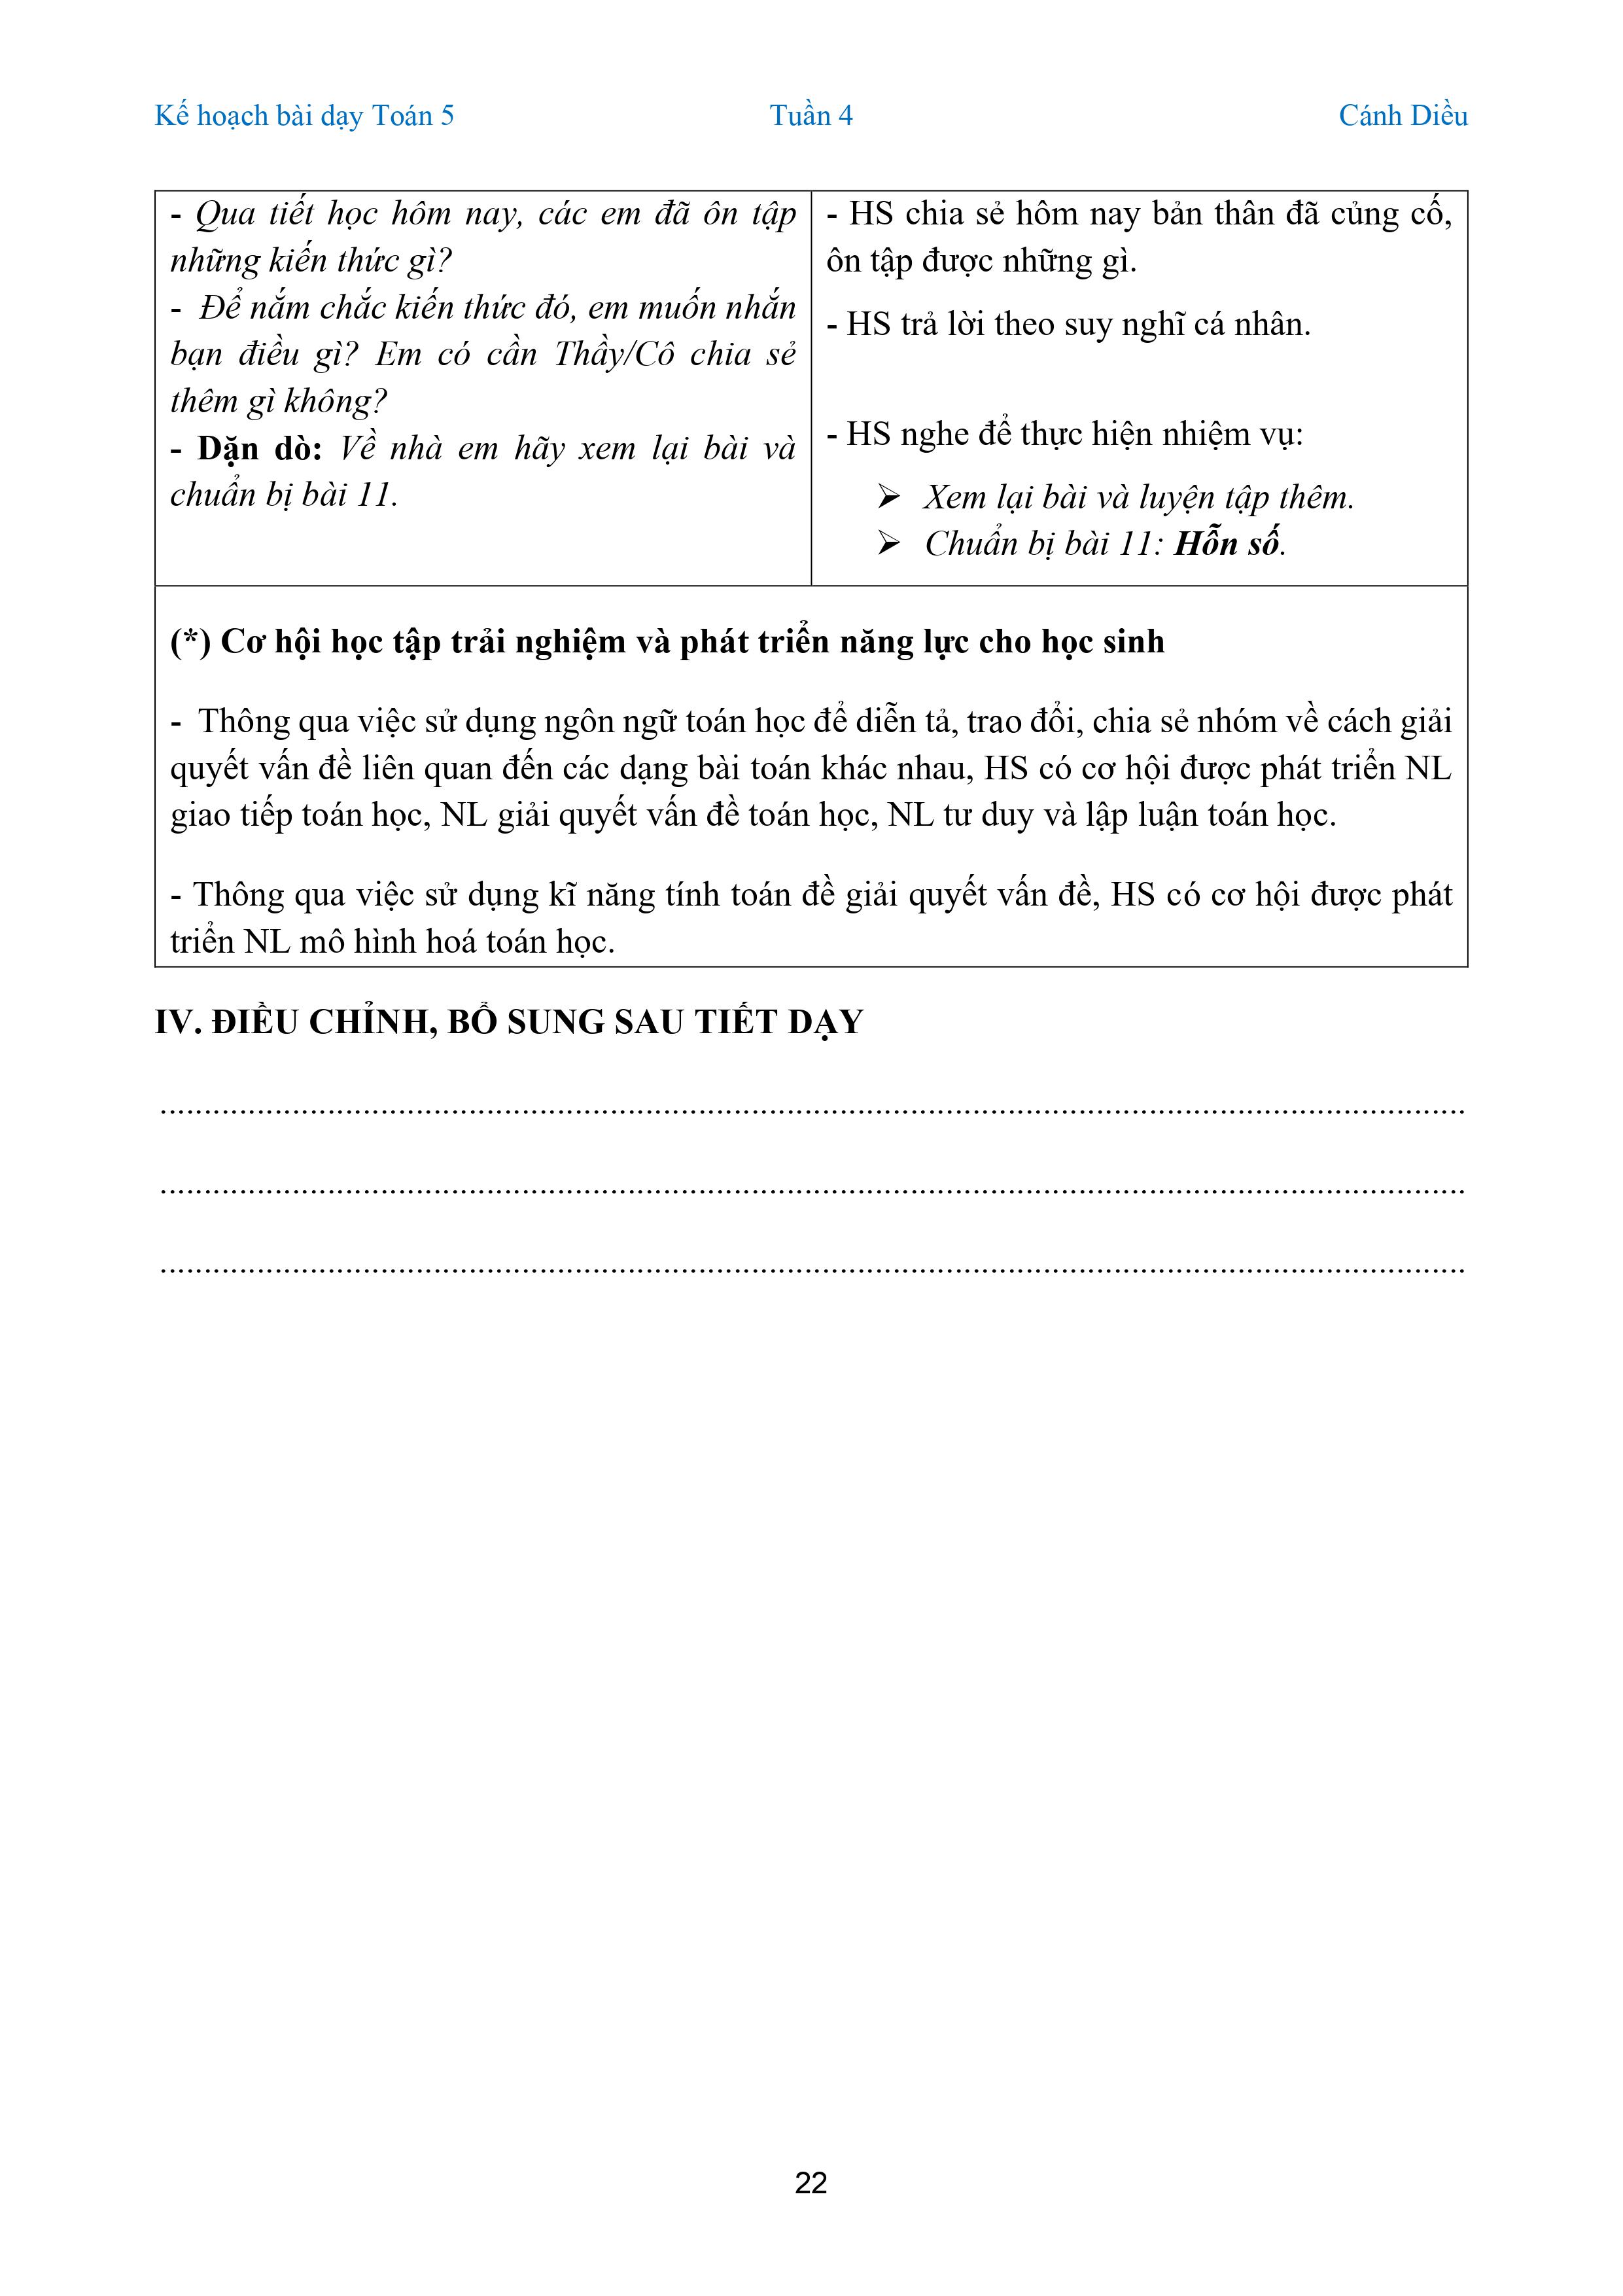 Kế hoạch bài dạy Toán 5 Tuần 4 Cánh Diều
- Qua tiết học hôm nay, các em đã ôn tập
những kiến thức gì?
- Để nắm chắc kiến thức đó, em muốn nhắn
bạn điều gì? Em có cần Thầy/Cô chia sẻ
thêm gì không?
- Dặn dò: Về nhà em hãy xem lại bài và
chuẩn bị bài 11.
- HS chia sẻ hôm nay bản thân đã củng cố,
ôn tập được những gì.
- HS trả lời theo suy nghĩ cá nhân.
- HS nghe để thực hiện nhiệm vụ:
➢ Xem lại bài và luyện tập thêm.
➢ Chuẩn bị bài 11: Hỗn số.
(*) Cơ hội học tập trải nghiệm và phát triển năng lực cho học sinh
- Thông qua việc sử dụng ngôn ngữ toán học để diễn tả, trao đổi, chia sẻ nhóm về cách giải
quyết vấn đề liên quan đến các dạng bài toán khác nhau, HS có cơ hội được phát triển NL
giao tiếp toán học, NL giải quyết vấn đề toán học, NL tư duy và lập luận toán học.
- Thông qua việc sử dụng kĩ năng tính toán đề giải quyết vấn đề, HS có cơ hội được phát
triển NL mô hình hoá toán học.
IV. ĐIỀU CHỈNH, BỔ SUNG SAU TIẾT DẠY
....................................................................................................................................................
....................................................................................................................................................
....................................................................................................................................................
22